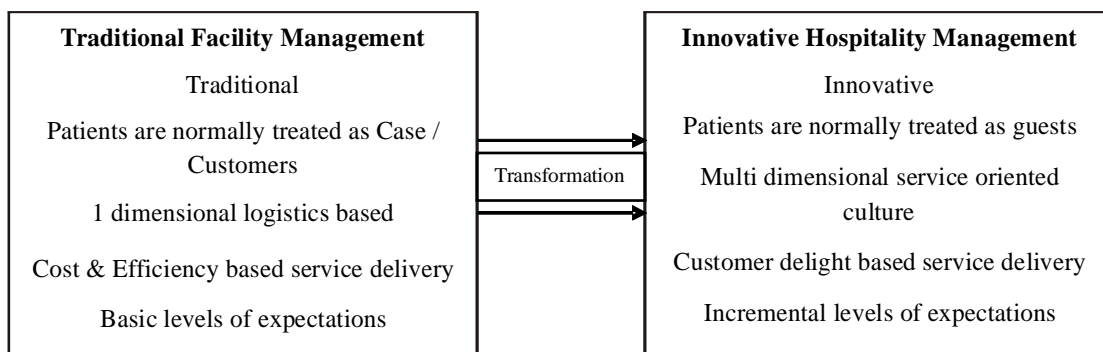 Traditional Facility Management
Traditional
Patients are normally treated as Case /
Customers
1 dimensional logistics based
Cost & Efficiency based service delivery
Basic levels of expectations
Transformation
Innovative Hospitality Management
Innovative
Patients are normally treated as guests
Multi dimensional service oriented
culture
Customer delight based service delivery
Incremental levels of expectations